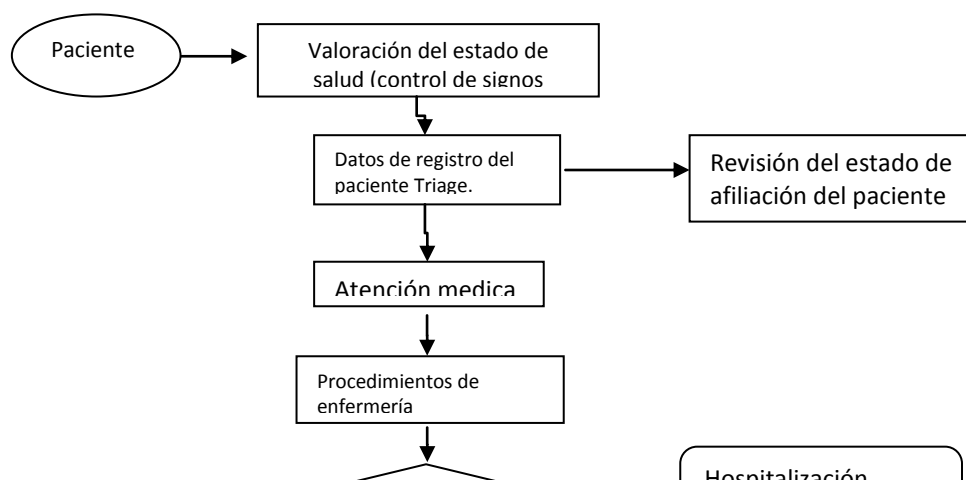 Paciente
Valoración del estado de
salud (control de signos
Datos de registro del
paciente Triage.
Revisión del estado de
afiliación del paciente
Atención medica
Procedimientos de
enfermería
Hospitalización